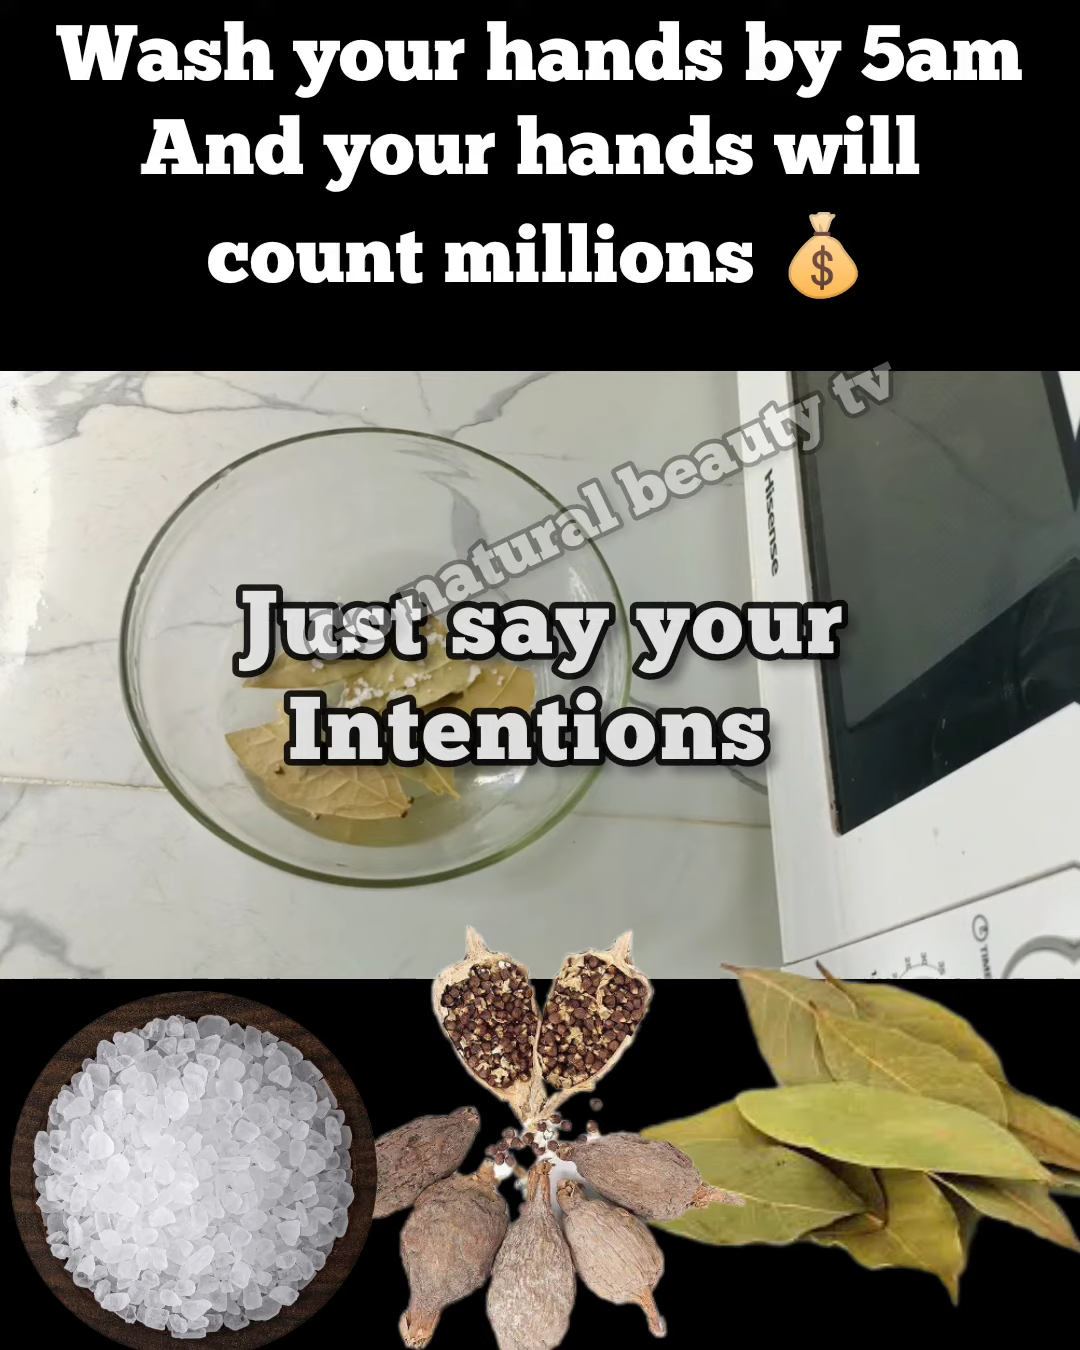 Wash your hands by 5am
And your hands will
count millions 💰
natural beauty tv
Hisense
Just say your
Intentions